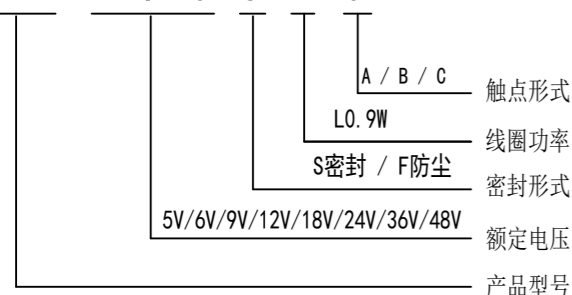 A / B / C
触点形式
L0.9W
线圈功率
S密封 / F防尘
密封形式
5V/6V/9V/12V/18V/24V/36V/48V
额定电压
产品型号